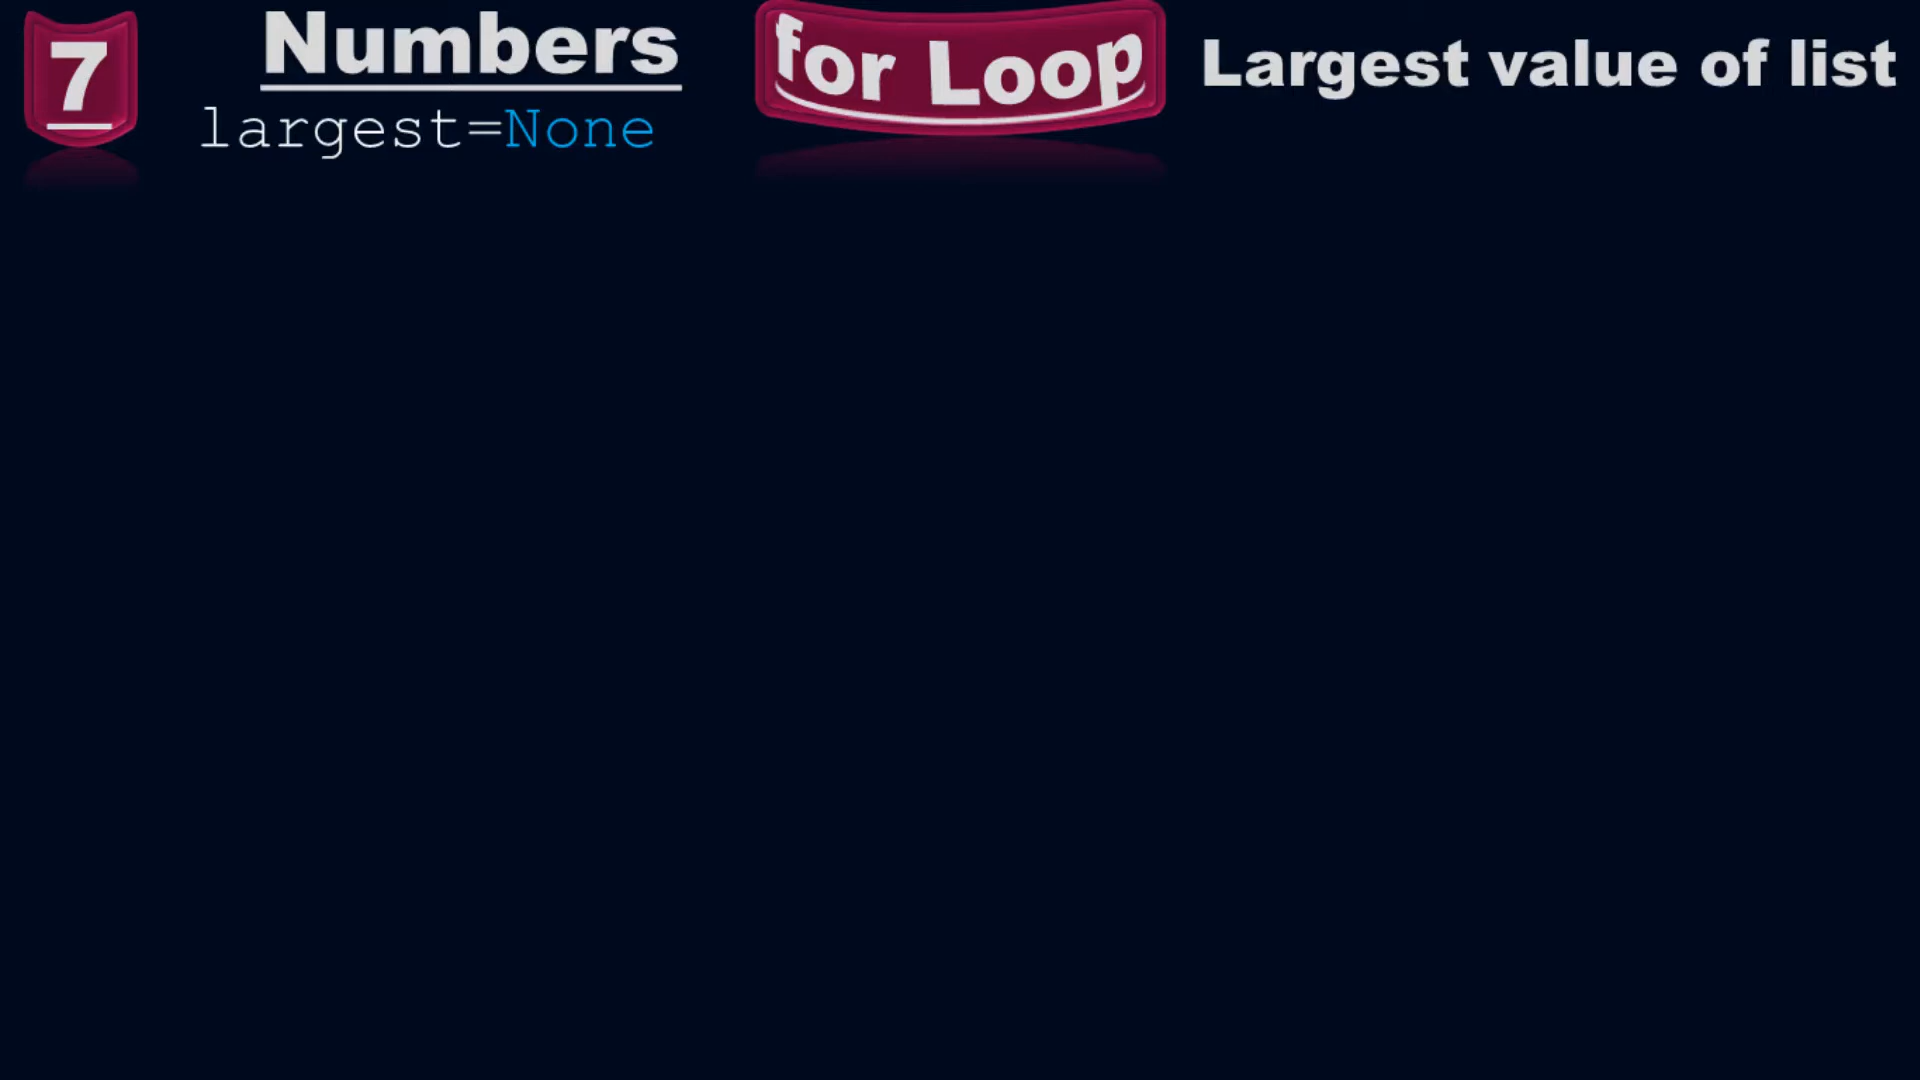 7
Numbers
largest=None
for Loop
Largest value of list